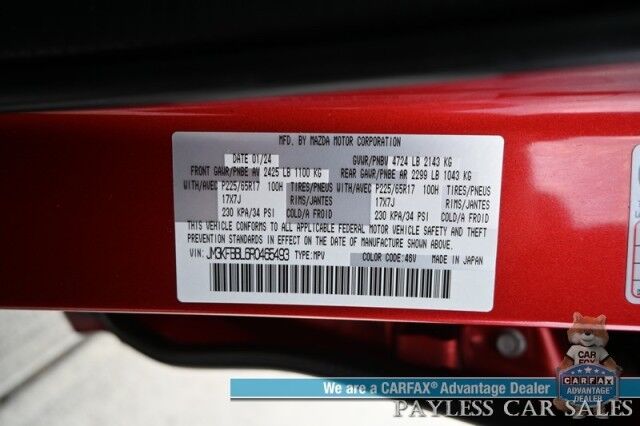 MFD. BY MAZDA MOTOR CORPORATION
DATE 01/24 GVWR/PNBV 4724 LB 2143 KG
FRONT GAWR/PNBE AV 2425 LB 1100 KG REAR GAWR/PNBE AR 2299 LB 1043 KG
WITH/AVEC P225/65R17 100H TIRES/PNEUS WITH/AVEC P225/65R17 100H TIRES/PNEUS
17X7J RIMS/JANTES 17X7J RIMS/JANTES
230 KPA/34 PSI COLD/A FROID 230 KPA/34 PSI COLD/A FROID
THIS VEHICLE CONFORMS TO ALL APPLICABLE FEDERAL MOTOR VEHICLE SAFETY AND THEFT
PREVENTION STANDARDS IN EFFECT ON THE DATE OF MANUFACTURE SHOWN ABOVE.
VIN: JM3KFBBL6R0465493 TYPE:MPV COLOR CODE:46V MADE IN JAPAN
We are a CARFAX® Advantage Dealer
CAR FOX
CARFAX
ADVANTAGE
DEALER
PAYLESS CAR SALES